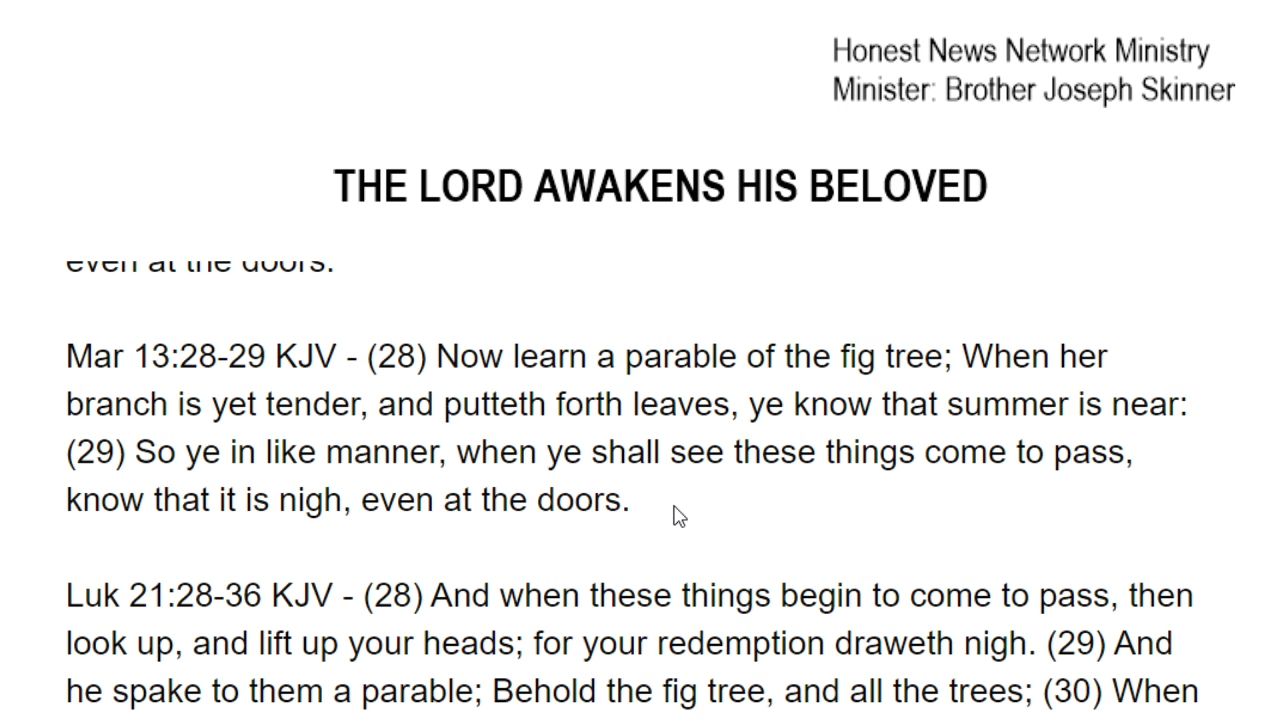 Honest News Network Ministry
Minister: Brother Joseph Skinner
THE LORD AWAKENS HIS BELOVED
even at the doors.
Mar 13:28-29 KJV - (28) Now learn a parable of the fig tree; When her
branch is yet tender, and putteth forth leaves, ye know that summer is near:
(29) So ye in like manner, when ye shall see these things come to pass,
know that it is nigh, even at the doors.
Luk 21:28-36 KJV - (28) And when these things begin to come to pass, then
look up, and lift up your heads; for your redemption draweth nigh. (29) And
he spake to them a parable; Behold the fig tree, and all the trees; (30) When